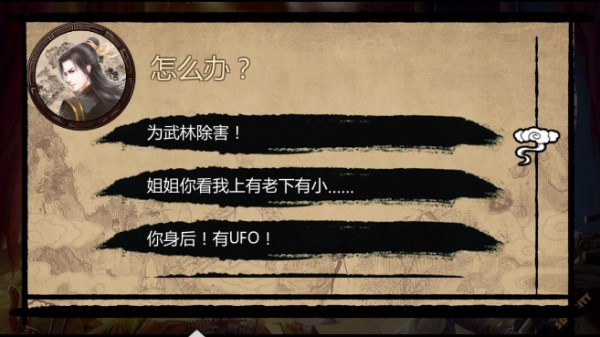 怎么办？
为武林除害！
姐姐你看我上有老下有小……
你身后！有UFO！